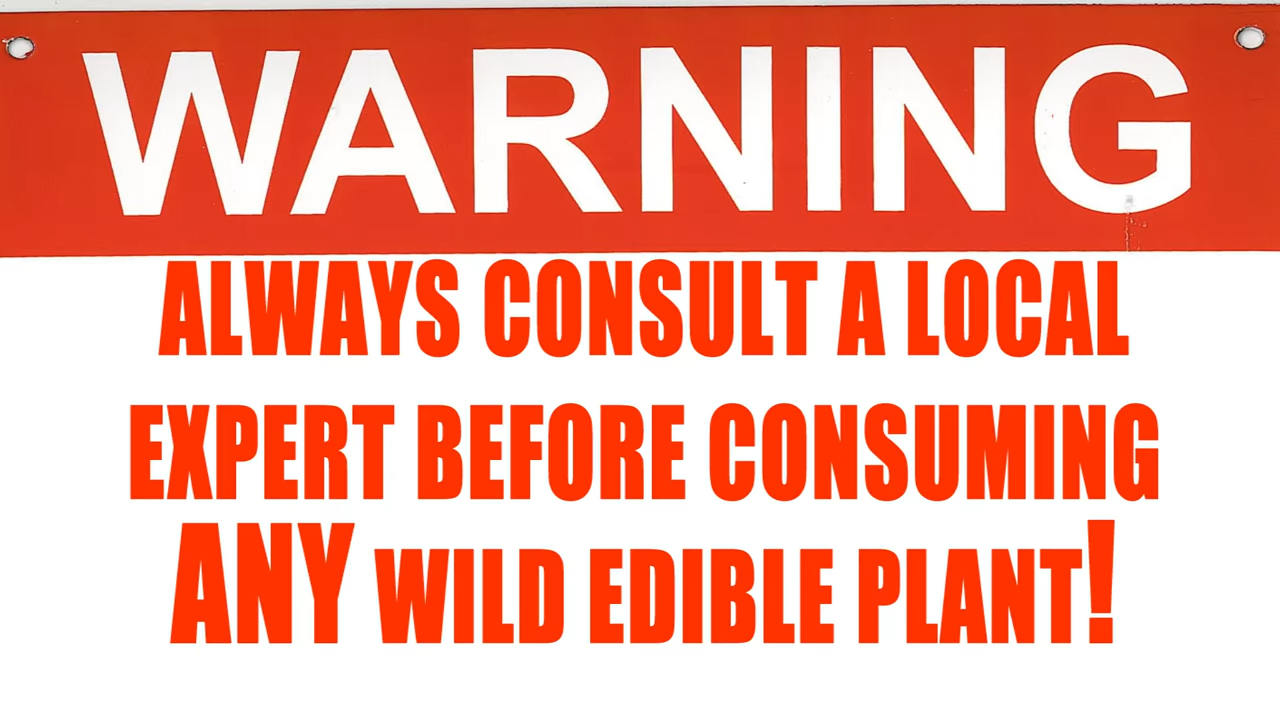 WARNING
ALWAYS CONSULT A LOCAL
EXPERT BEFORE CONSUMING
ANY WILD EDIBLE PLANT!